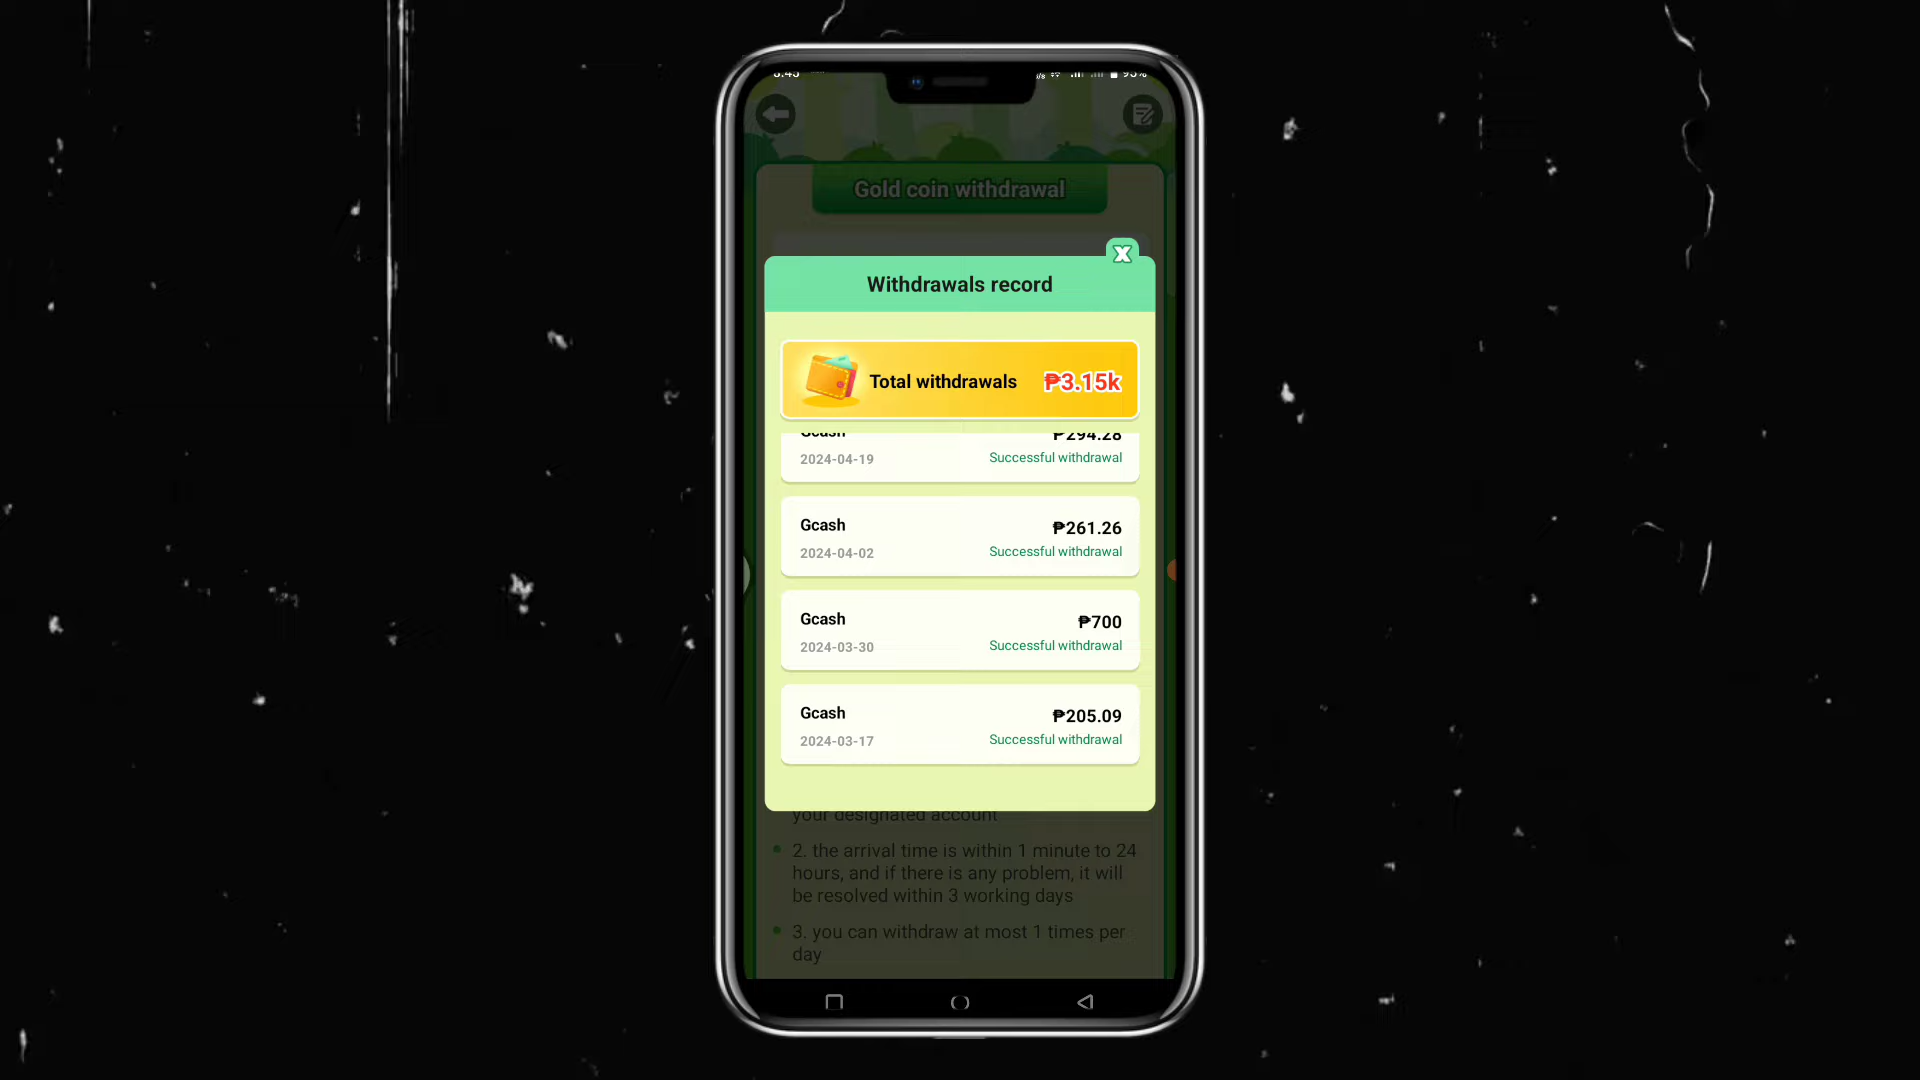 Gold coin withdrawal
X
Withdrawals record
Total withdrawals ₱3.15k
Gcash ₱294.28
2024-04-19 Successful withdrawal
Gcash ₱261.26
2024-04-02 Successful withdrawal
Gcash ₱700
2024-03-30 Successful withdrawal
Gcash ₱205.09
2024-03-17 Successful withdrawal
your designated account
2. the arrival time is within 1 minute to 24
hours, and if there is any problem, it will
be resolved within 3 working days
3. you can withdraw at most 1 times per
day